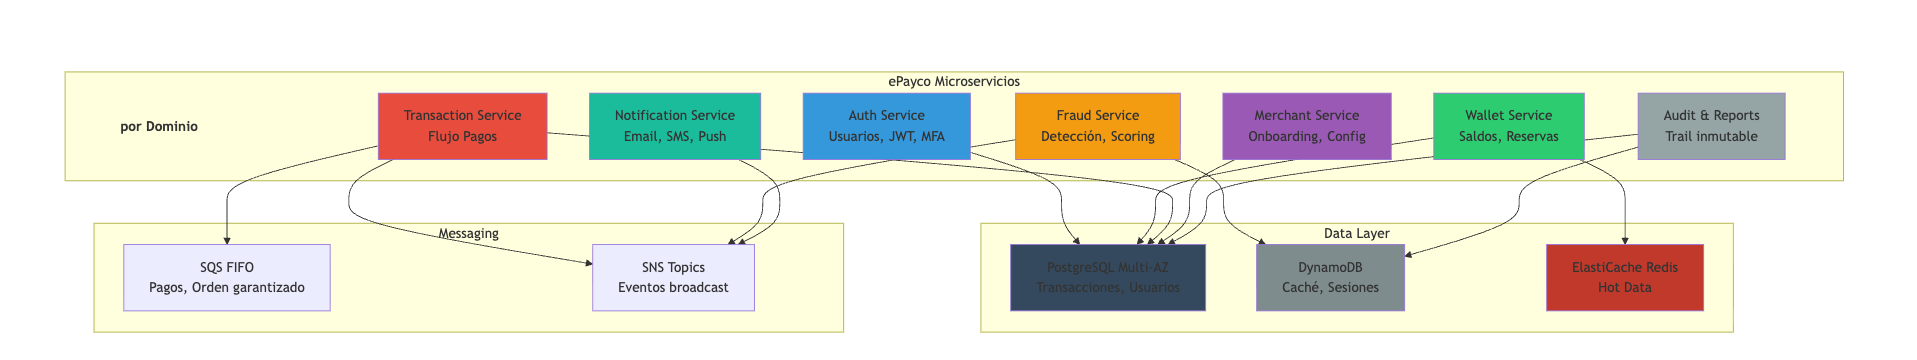 ePayco Microservicios
por Dominio
Transaction Service
Flujo Pagos
Notification Service
Email, SMS, Push
Auth Service
Usuarios, JWT, MFA
Fraud Service
Detección, Scoring
Merchant Service
Onboarding, Config
Wallet Service
Saldos, Reservas
Audit & Reports
Trail inmutable
Messaging
SQS FIFO
Pagos, Orden garantizado
SNS Topics
Eventos broadcast
Data Layer
PostgreSQL Multi-AZ
Transacciones, Usuarios
DynamoDB
Caché, Sesiones
ElastiCache Redis
Hot Data